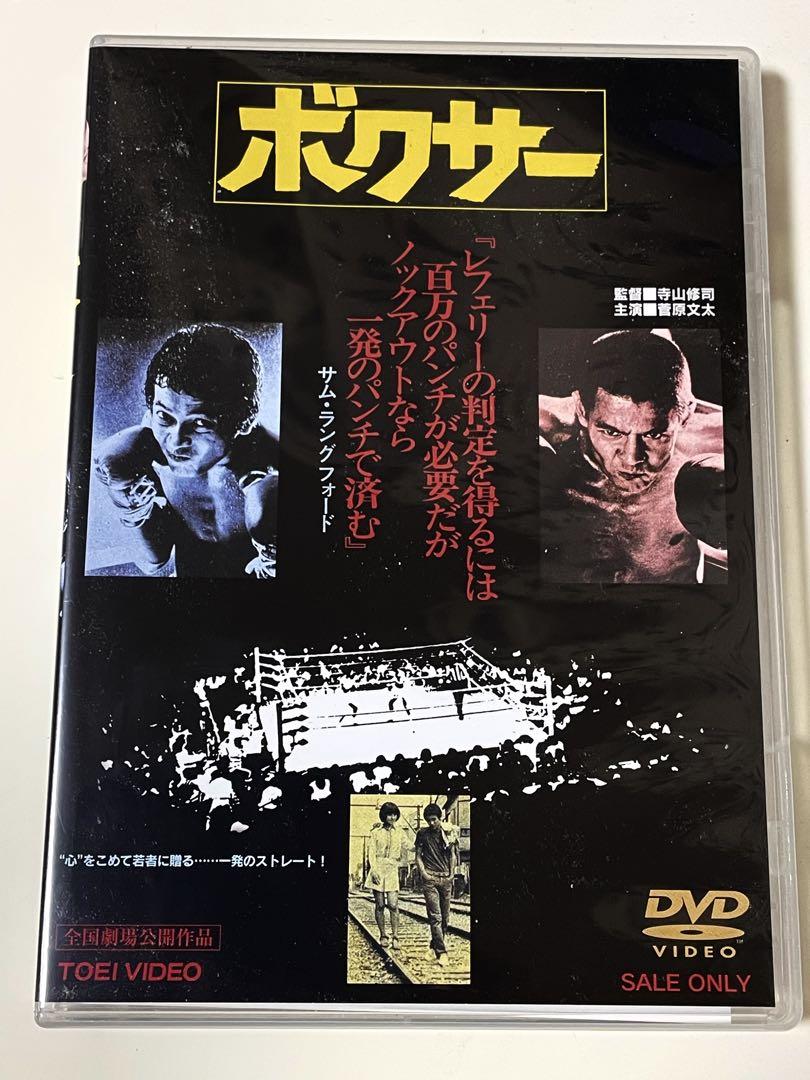 ボクサー
監督■寺山修司
主演■菅原文太
『レフェリーの判定を得るには
百万のパンチが必要だが
ノックアウトなら
一発のパンチで済む』
サム・ラングフォード
“心”をこめて若者に贈る……一発のストレート！
全国劇場公開作品
TOEI VIDEO
DVD
VIDEO
TM
SALE ONLY